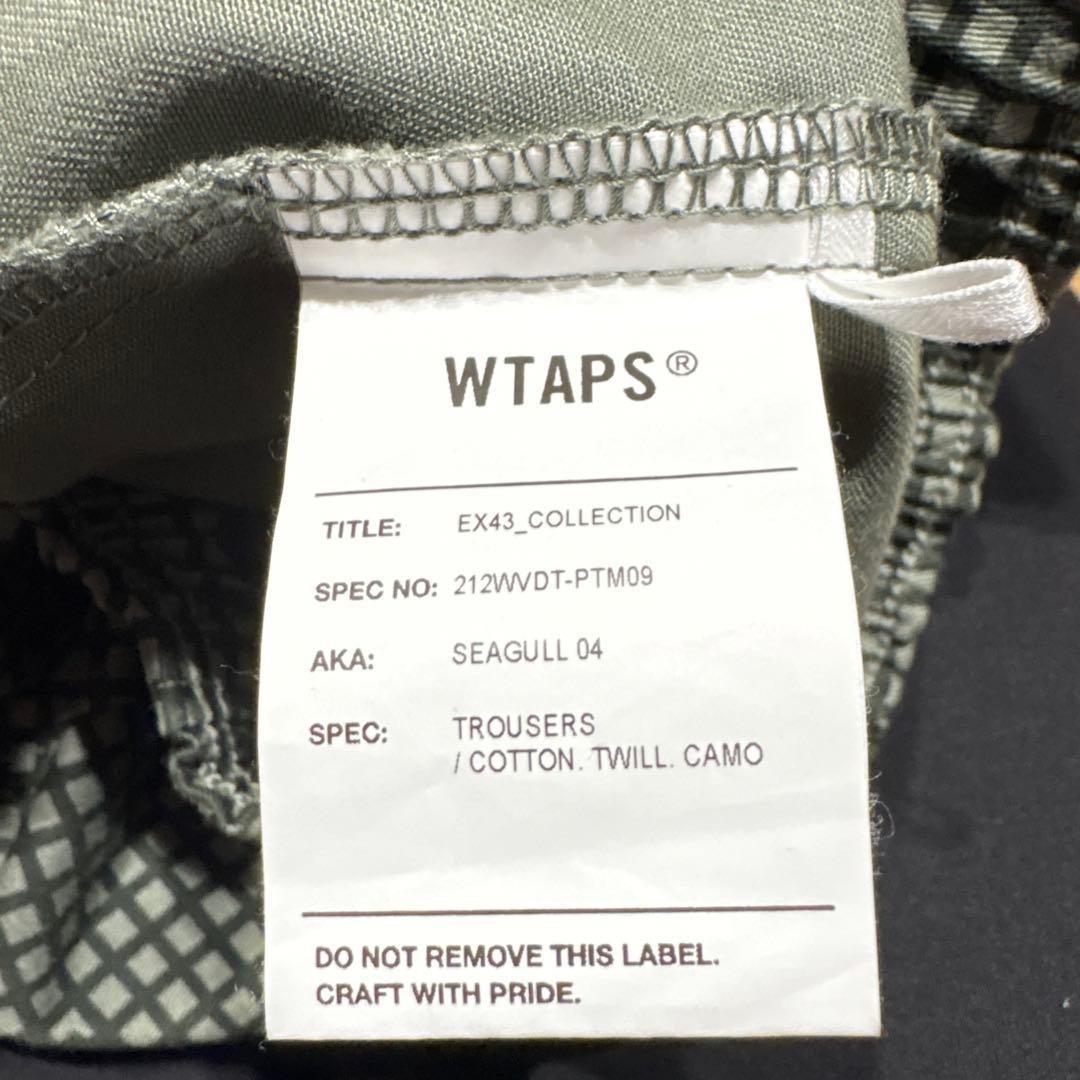 WTAPS®
TITLE: EX43_COLLECTION
SPEC NO: 212WVDT-PTM09
AKA: SEAGULL 04
SPEC: TROUSERS
/ COTTON. TWILL. CAMO
DO NOT REMOVE THIS LABEL.
CRAFT WITH PRIDE.